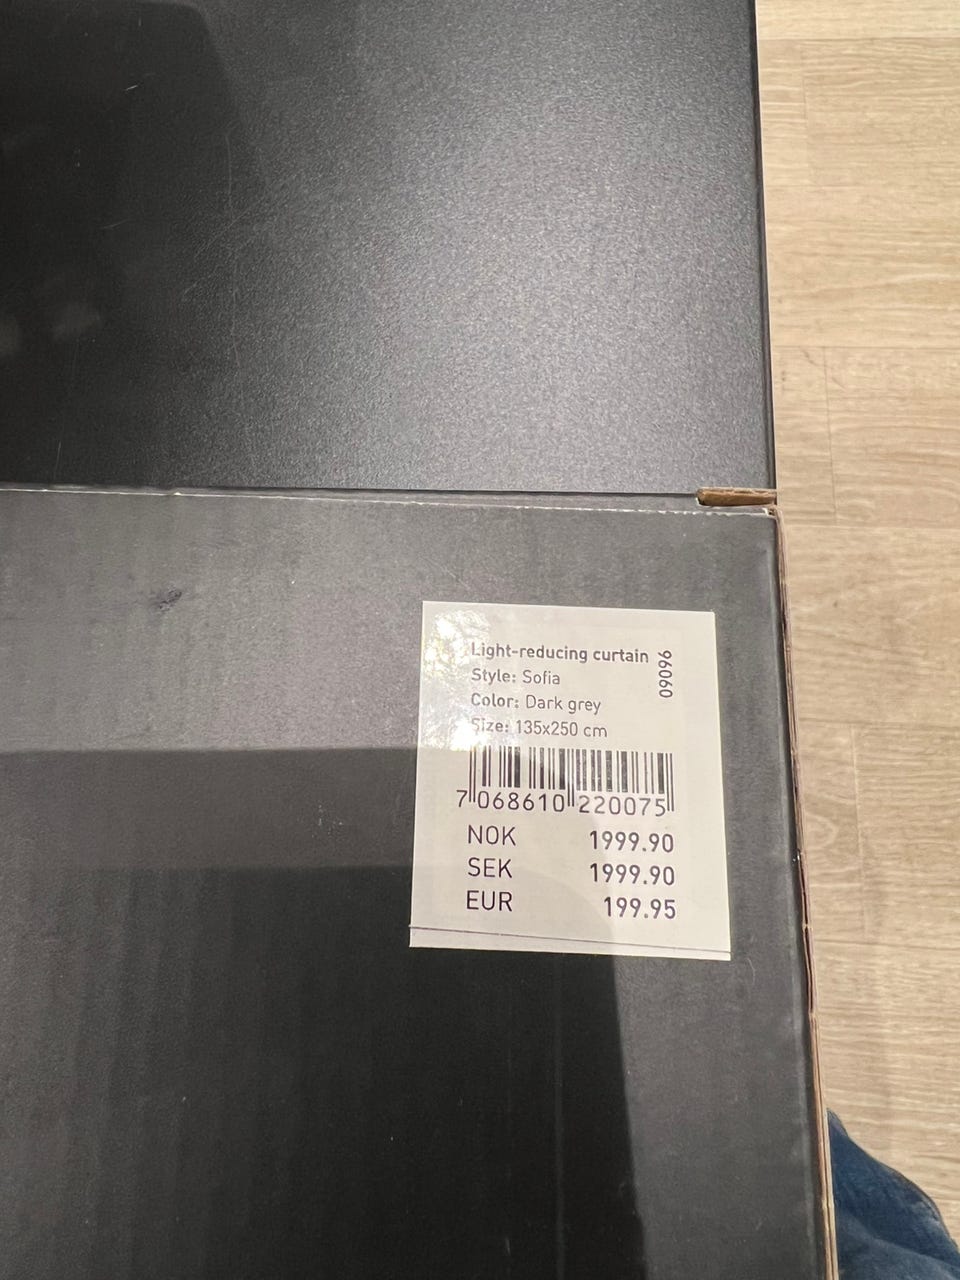 Light-reducing curtain
Style: Sofia
Color: Dark grey
Size: 135x250 cm
09096
7 068610 220075
NOK 1999.90
SEK 1999.90
EUR 199.95